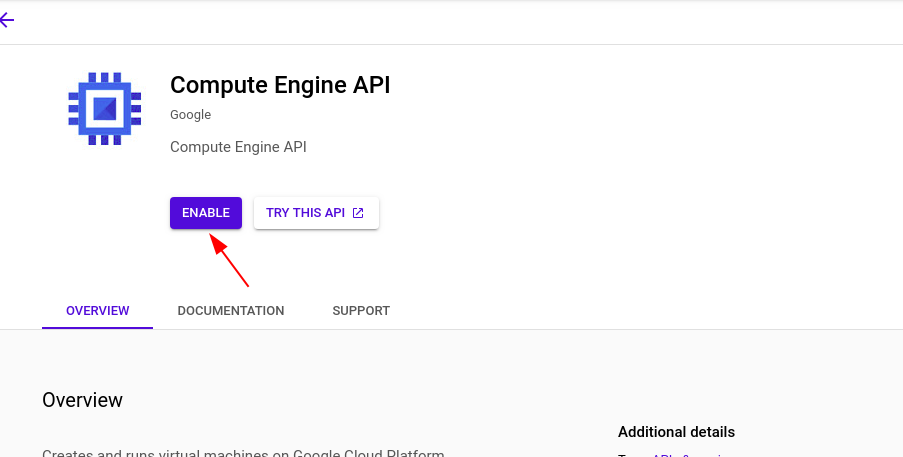 Compute Engine API
Google
Compute Engine API
ENABLE TRY THIS API
OVERVIEW DOCUMENTATION SUPPORT
Overview
Additional details
Creates and runs virtual machines on Google Cloud Platform.